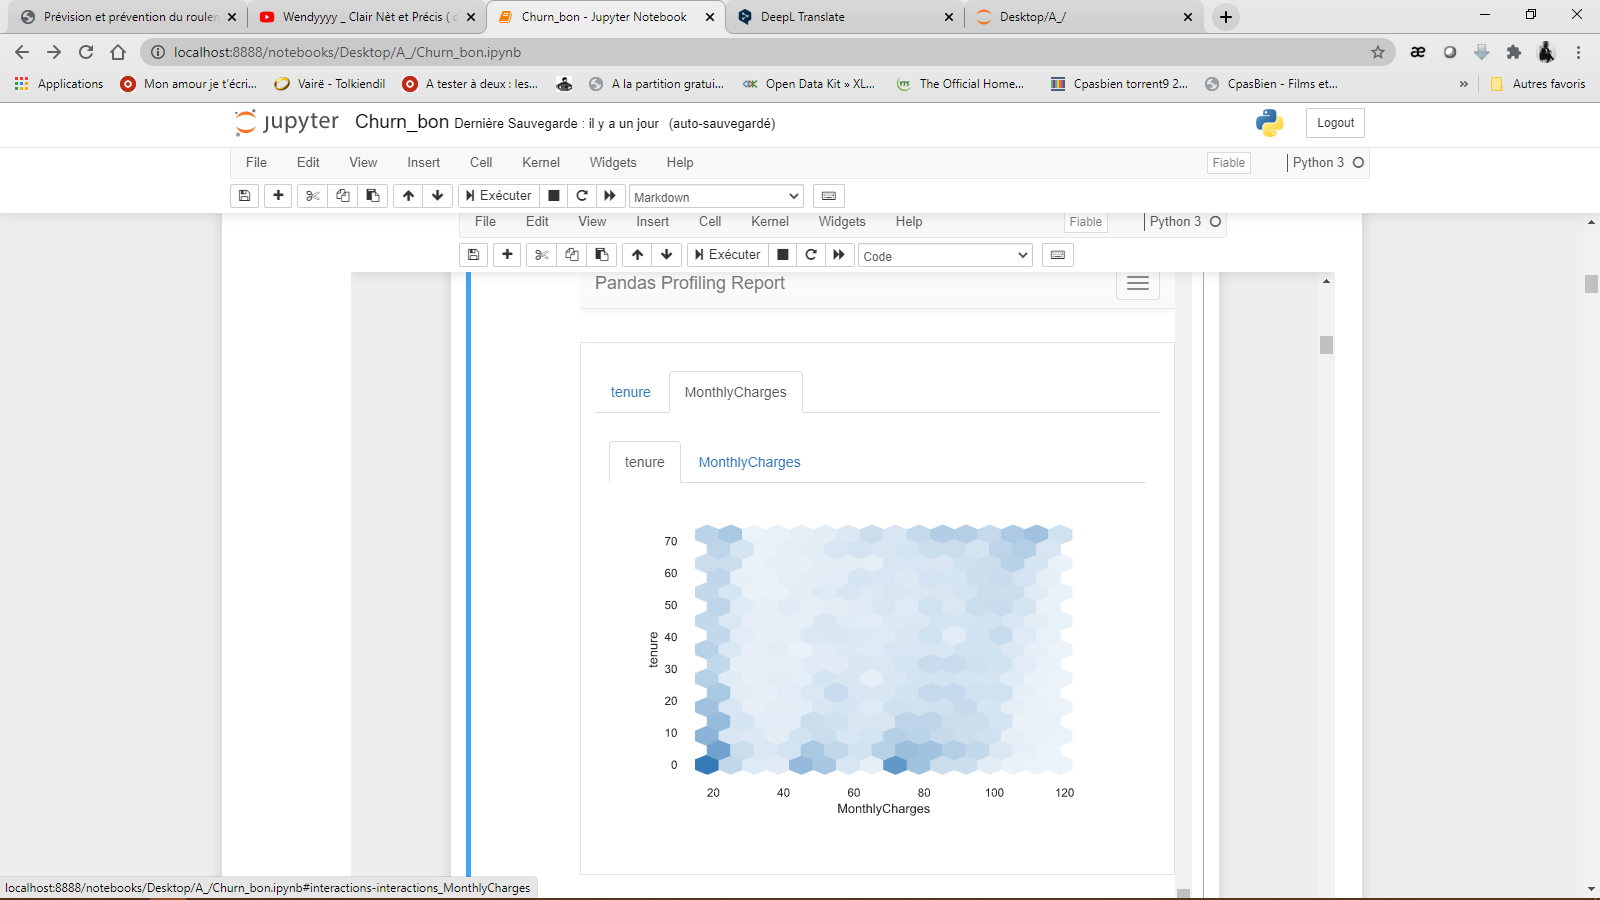 Prévision et prévention du rouler
Wendyyyy _ Clair Nèt et Précis ( c
Churn_bon - Jupyter Notebook
DeepL Translate
Desktop/A_/
localhost:8888/notebooks/Desktop/A_/Churn_bon.ipynb
Applications
Mon amour je t'écri...
Vairë - Tolkiendil
A tester à deux : les...
A la partition gratui...
Open Data Kit » XL...
The Official Home...
Cpasbien torrent9 2...
CpasBien - Films et...
»
Autres favoris
jupyter Churn_bon Dernière Sauvegarde : il y a un jour (auto-sauvegardé)
Logout
File Edit View Insert Cell Kernel Widgets Help
Fiable
Python 3
Exécuter
Markdown
File Edit View Insert Cell Kernel Widgets Help
Fiable
Python 3
Exécuter
Code
Pandas Profiling Report
tenure MonthlyCharges
tenure MonthlyCharges
70
60
50
40
30
20
10
0
tenure
20 40 60 80 100 120
MonthlyCharges
localhost:8888/notebooks/Desktop/A_/Churn_bon.ipynb#interactions-interactions_MonthlyCharges